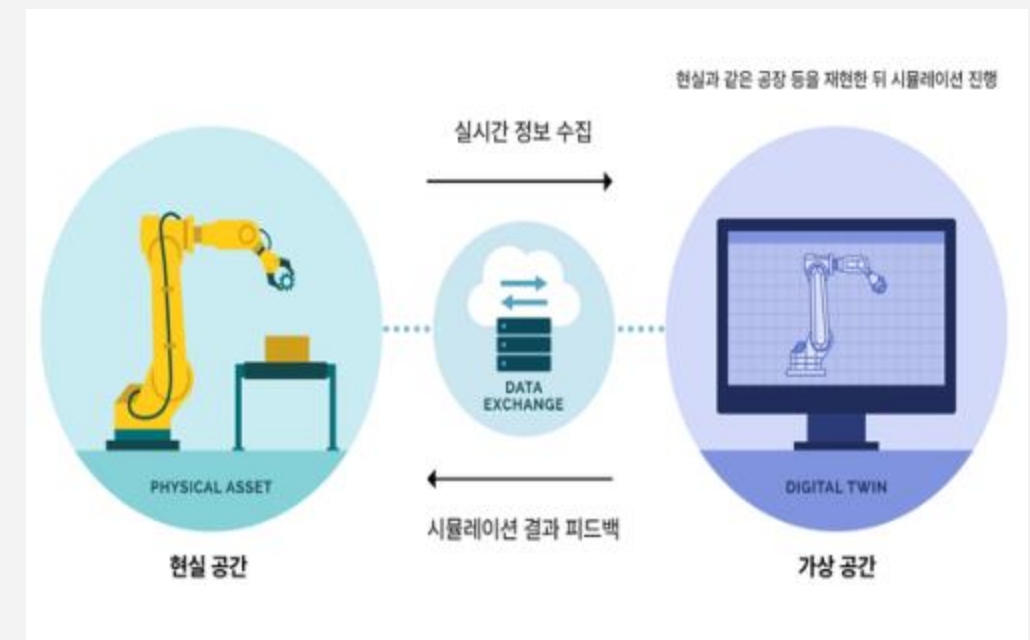 현실과 같은 공장 등을 재현한 뒤 시뮬레이션 진행
실시간 정보 수집
DATA
EXCHANGE
PHYSICAL ASSET
DIGITAL TWIN
시뮬레이션 결과 피드백
현실 공간
가상 공간